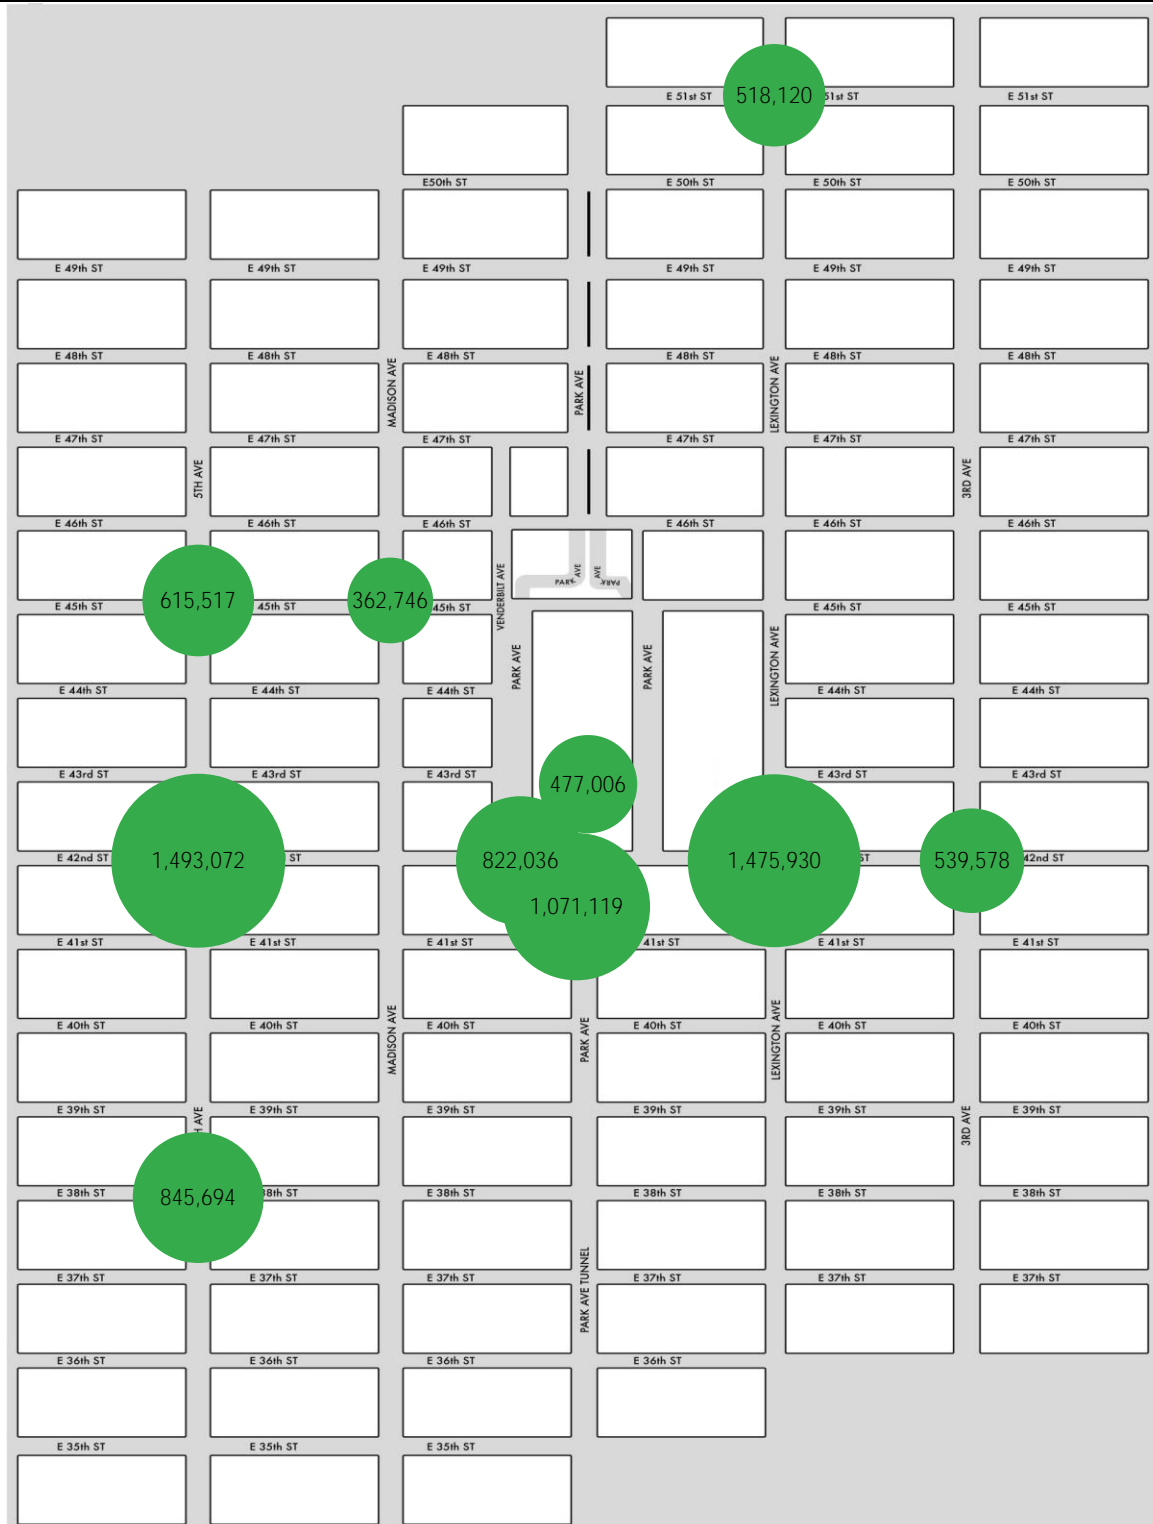 E 51st ST 518,120 51st ST E 51st ST
E50th ST E 50th ST E 50th ST E 50th ST
E 49th ST E 49th ST E 49th ST E 49th ST E 49th ST E 49th ST
E 48th ST E 48th ST E 48th ST E 48th ST E 48th ST E 48th ST
MADISON AVE PARK AVE LEXINGTON AVE
E 47th ST E 47th ST E 47th ST E 47th ST E 47th ST E 47th ST
5TH AVE 3RD AVE
E 46th ST E 46th ST E 46th ST E 46th ST E 46th ST E 46th ST
PARK AVE AVE PARK
VENDERBILT AVE
615,517 45th ST 362,746 45th ST E 45th ST E 45th ST
PARK AVE PARK AVE LEXINGTON AIVE
E 44th ST E 44th ST E 44th ST E 44th ST E 44th ST
E 43rd ST E 43rd ST E 43rd ST E 43rd ST E 43rd ST
477,006
E 42nd ST 1,493,072 ST 822,036 1,475,930 ST 539,578 42nd ST
1,071,119
E 41st ST E 41st ST E 41st ST 41st ST E 41st ST E 41st ST
MADISON AVE PARK AVE LEXINGTON AIVE
E 40th ST E 40th ST E 40th ST E 40th ST E 40th ST E 40th ST
E 39th ST E 39th ST E 39th ST E 39th ST E 39th ST E 39th ST
H AVE 3RD AVE
E 38th ST 845,694 38th ST E 38th ST E 38th ST E 38th ST E 38th ST
E 37th ST E 37th ST E 37th ST E 37th ST E 37th ST E 37th ST
PARK AVE TUNNEL
E 36th ST E 36th ST E 36th ST E 36th ST
E 35th ST E 35th ST E 35th ST